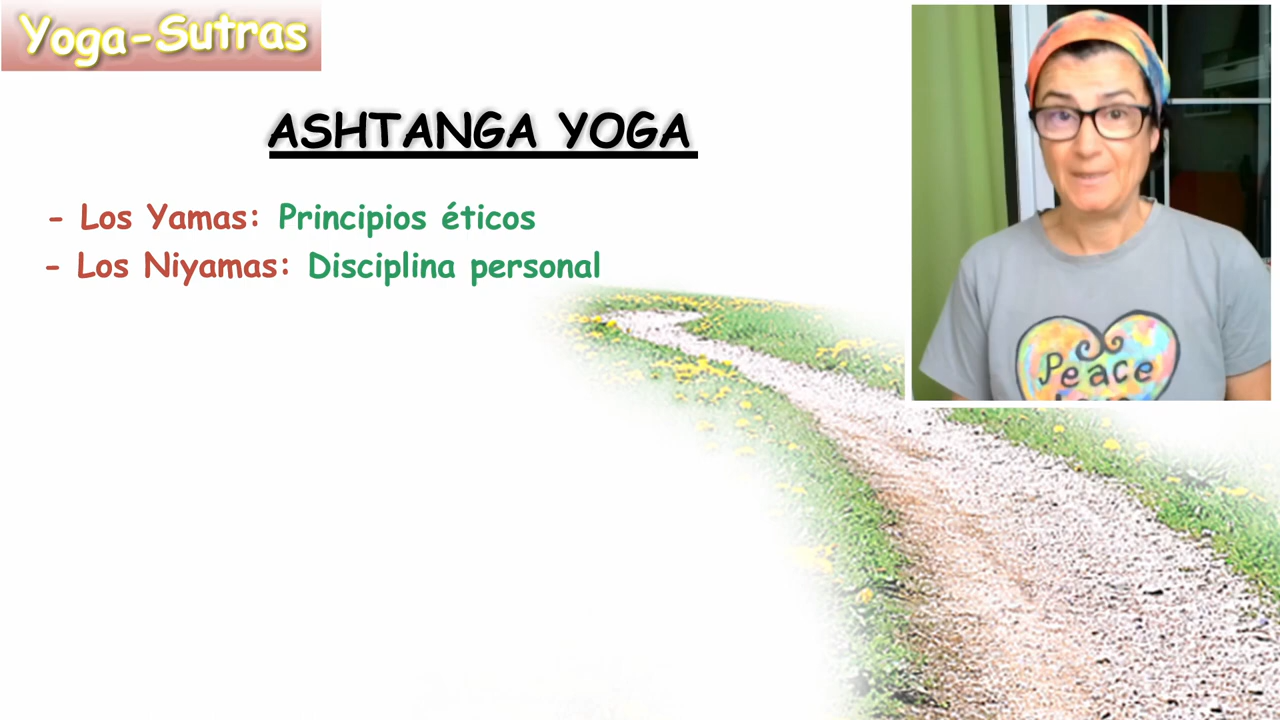 Yoga-Sutras
ASHTANGA YOGA
- Los Yamas: Principios éticos
- Los Niyamas: Disciplina personal
Peace